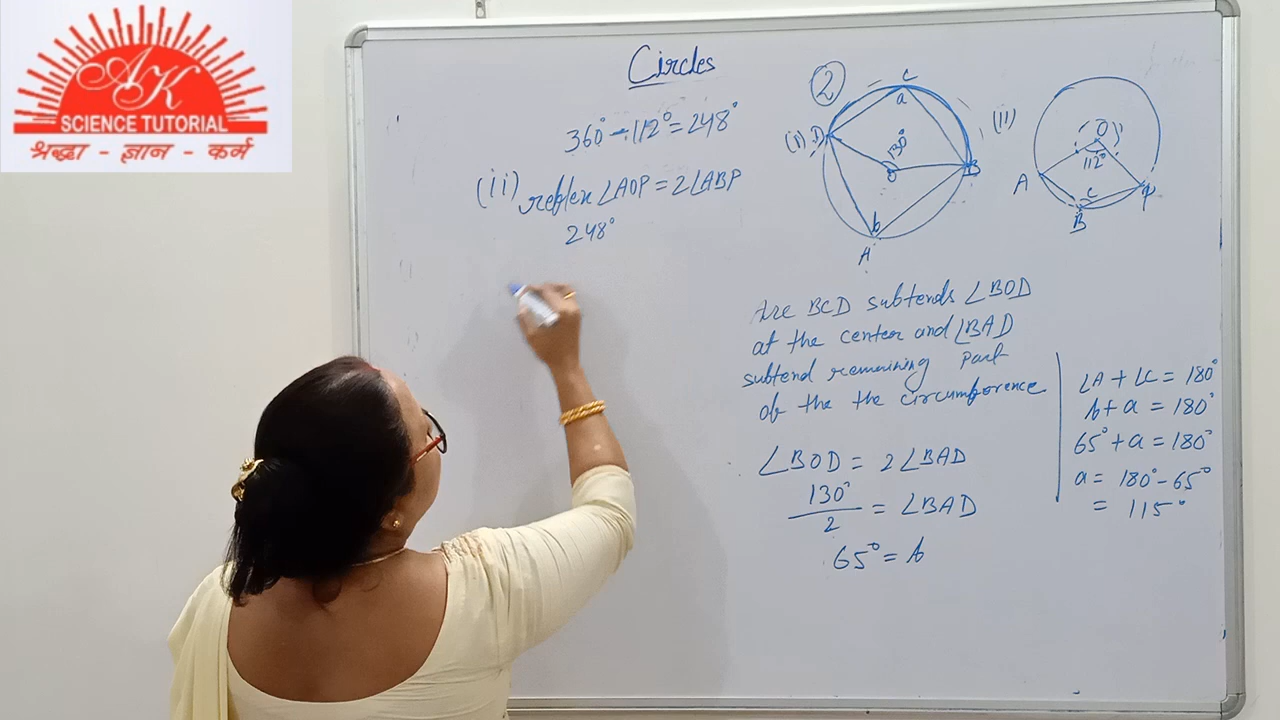 AK
SCIENCE TUTORIAL
श्रद्धा - ज्ञान - कर्म
Circles
360° - 112° = 248°
(ii) reflex ∠AOP = 2∠ABP
248°
2
(i)
D
C
a
130°
O
B
b
A
(ii)
O
112°
A
C
B
P
Arc BCD subtends ∠BOD
at the center and ∠BAD
subtend remaining part
of the the circumference
∠BOD = 2∠BAD
130°/2 = ∠BAD
65° = b
∠A + ∠C = 180°
b + a = 180°
65° + a = 180°
a = 180° - 65°
= 115°